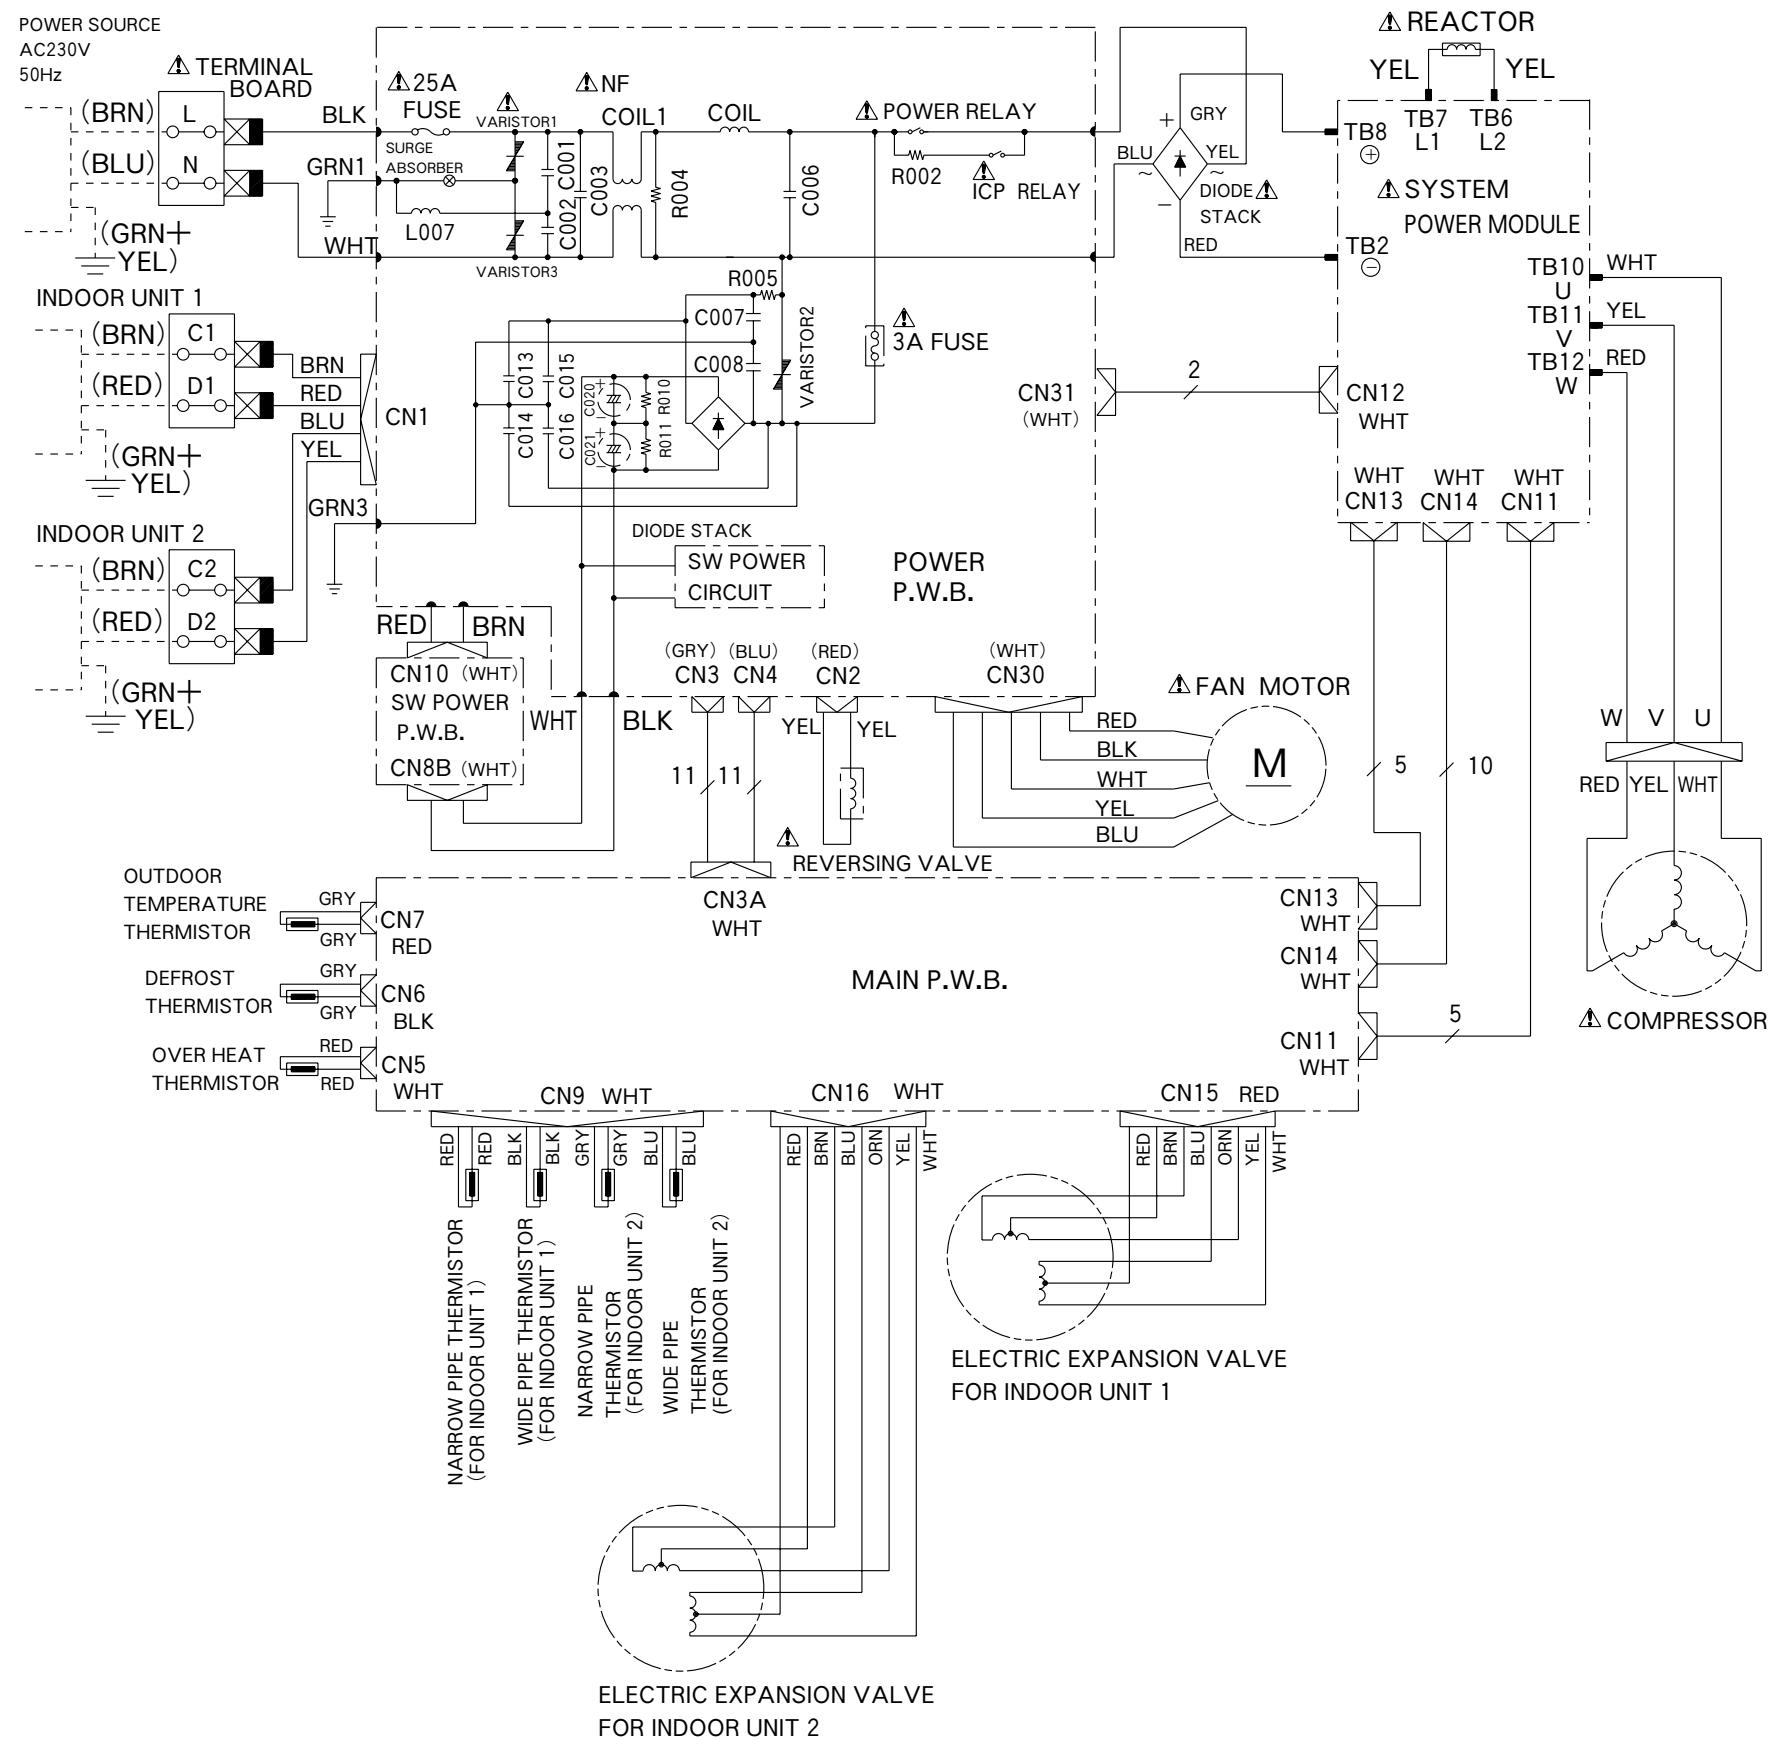 POWER SOURCE
AC230V
50Hz
⚠ TERMINAL
BOARD
(BRN)
L
(BLU)
N
(GRN+
YEL)
BLK
GRN1
WHT
⚠ 25A
FUSE
SURGE
ABSORBER
L007
⚠
VARISTOR1
VARISTOR3
C001
C002
C003
⚠ NF
COIL1
R004
COIL
C006
⚠ POWER RELAY
R002
⚠
ICP RELAY
BLU
~
+
GRY
YEL
~
−
DIODE ⚠
STACK
RED
⚠ REACTOR
YEL
YEL
TB8
+
TB7
L1
TB6
L2
⚠ SYSTEM
POWER MODULE
TB2
−
TB10
U
WHT
TB11
V
YEL
TB12
W
RED
INDOOR UNIT 1
(BRN)
C1
(RED)
D1
(GRN+
YEL)
BRN
RED
BLU
YEL
CN1
GRN3
INDOOR UNIT 2
(BRN)
C2
(RED)
D2
(GRN+
YEL)
R005
C007
C008
VARISTOR2
⚠
3A FUSE
C013
C015
C014
C016
C020
+
−
R010
C021
+
−
R011
CN31
(WHT)
2
CN12
WHT
WHT
CN13
WHT
CN14
WHT
CN11
DIODE STACK
SW POWER
CIRCUIT
POWER
P.W.B.
RED
BRN
CN10 (WHT)
SW POWER
P.W.B.
CN8B (WHT)
WHT
BLK
(GRY)
CN3
(BLU)
CN4
(RED)
CN2
(WHT)
CN30
11
11
YEL
YEL
⚠
REVERSING VALVE
⚠ FAN MOTOR
RED
BLK
WHT
YEL
BLU
M
5
10
W
V
U
RED
YEL
WHT
⚠ COMPRESSOR
OUTDOOR
TEMPERATURE
THERMISTOR
GRY
GRY
CN7
RED
DEFROST
THERMISTOR
GRY
GRY
CN6
BLK
OVER HEAT
THERMISTOR
RED
RED
CN5
WHT
CN3A
WHT
MAIN P.W.B.
CN13
WHT
CN14
WHT
CN11
WHT
5
CN9 WHT
CN16 WHT
CN15 RED
RED
RED
BLK
BLK
GRY
GRY
BLU
BLU
RED
BRN
BLU
ORN
YEL
WHT
RED
BRN
BLU
ORN
YEL
WHT
NARROW PIPE THERMISTOR
(FOR INDOOR UNIT 1)
WIDE PIPE THERMISTOR
(FOR INDOOR UNIT 1)
NARROW PIPE
THERMISTOR
(FOR INDOOR UNIT 2)
WIDE PIPE
THERMISTOR
(FOR INDOOR UNIT 2)
ELECTRIC EXPANSION VALVE
FOR INDOOR UNIT 1
ELECTRIC EXPANSION VALVE
FOR INDOOR UNIT 2